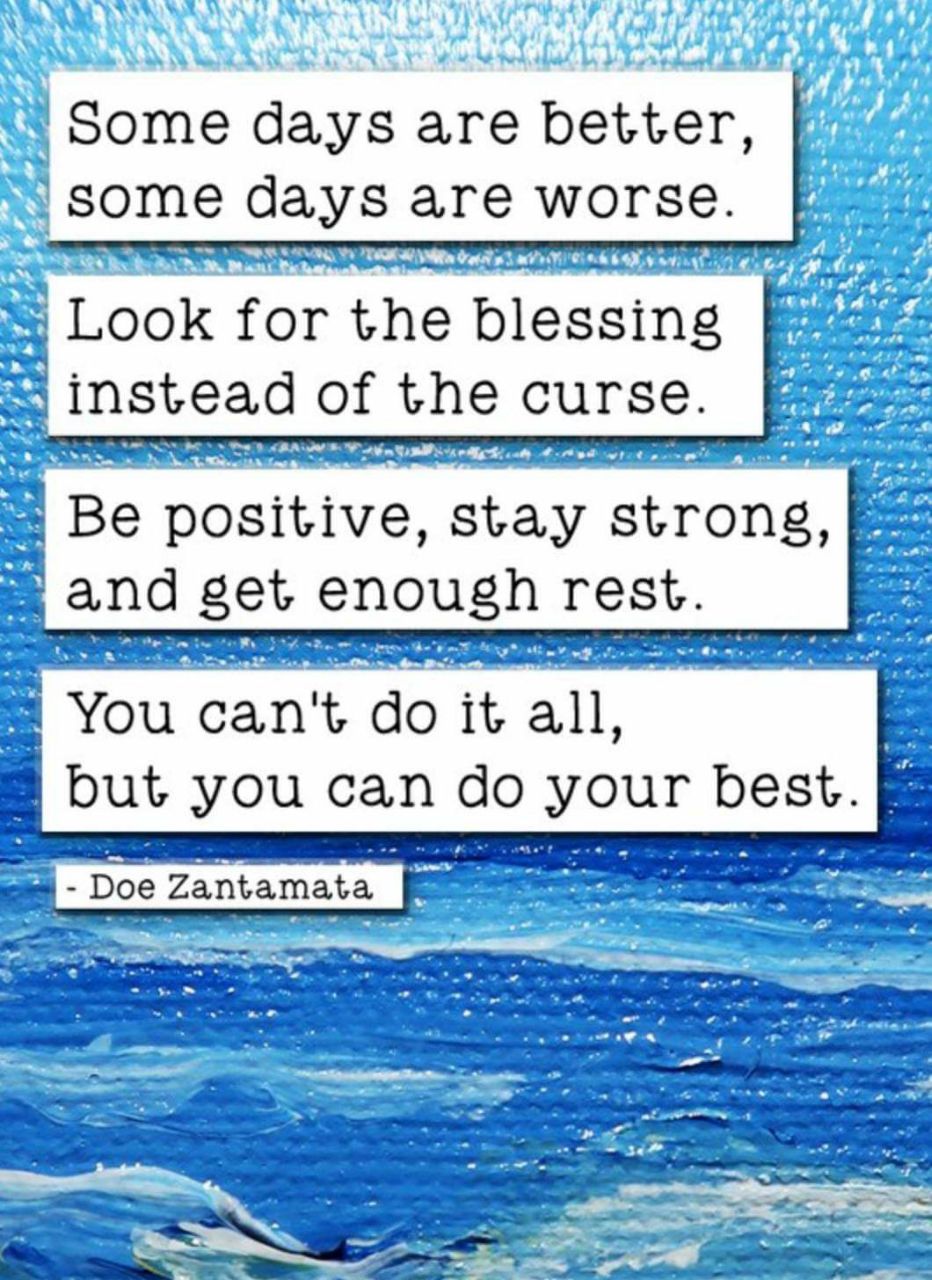 Some days are better,
some days are worse.
Look for the blessing
instead of the curse.
Be positive, stay strong,
and get enough rest.
You can't do it all,
but you can do your best.
- Doe Zantamata